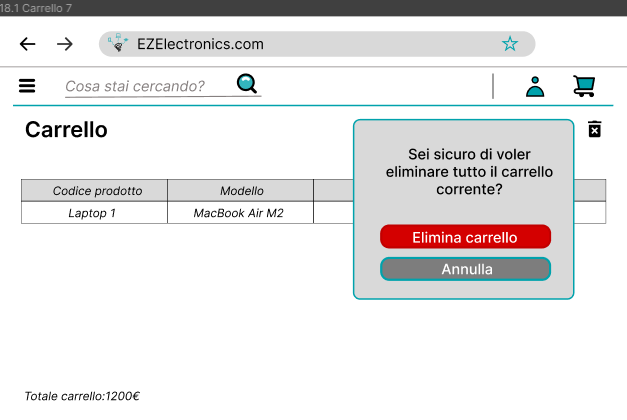 18.1 Carrello 7
EZElectronics.com
Cosa stai cercando?
Carrello
Sei sicuro di voler
eliminare tutto il carrello
corrente?
Codice prodotto Modello
Laptop 1 MacBook Air M2
Elimina carrello
Annulla
Totale carrello:1200€